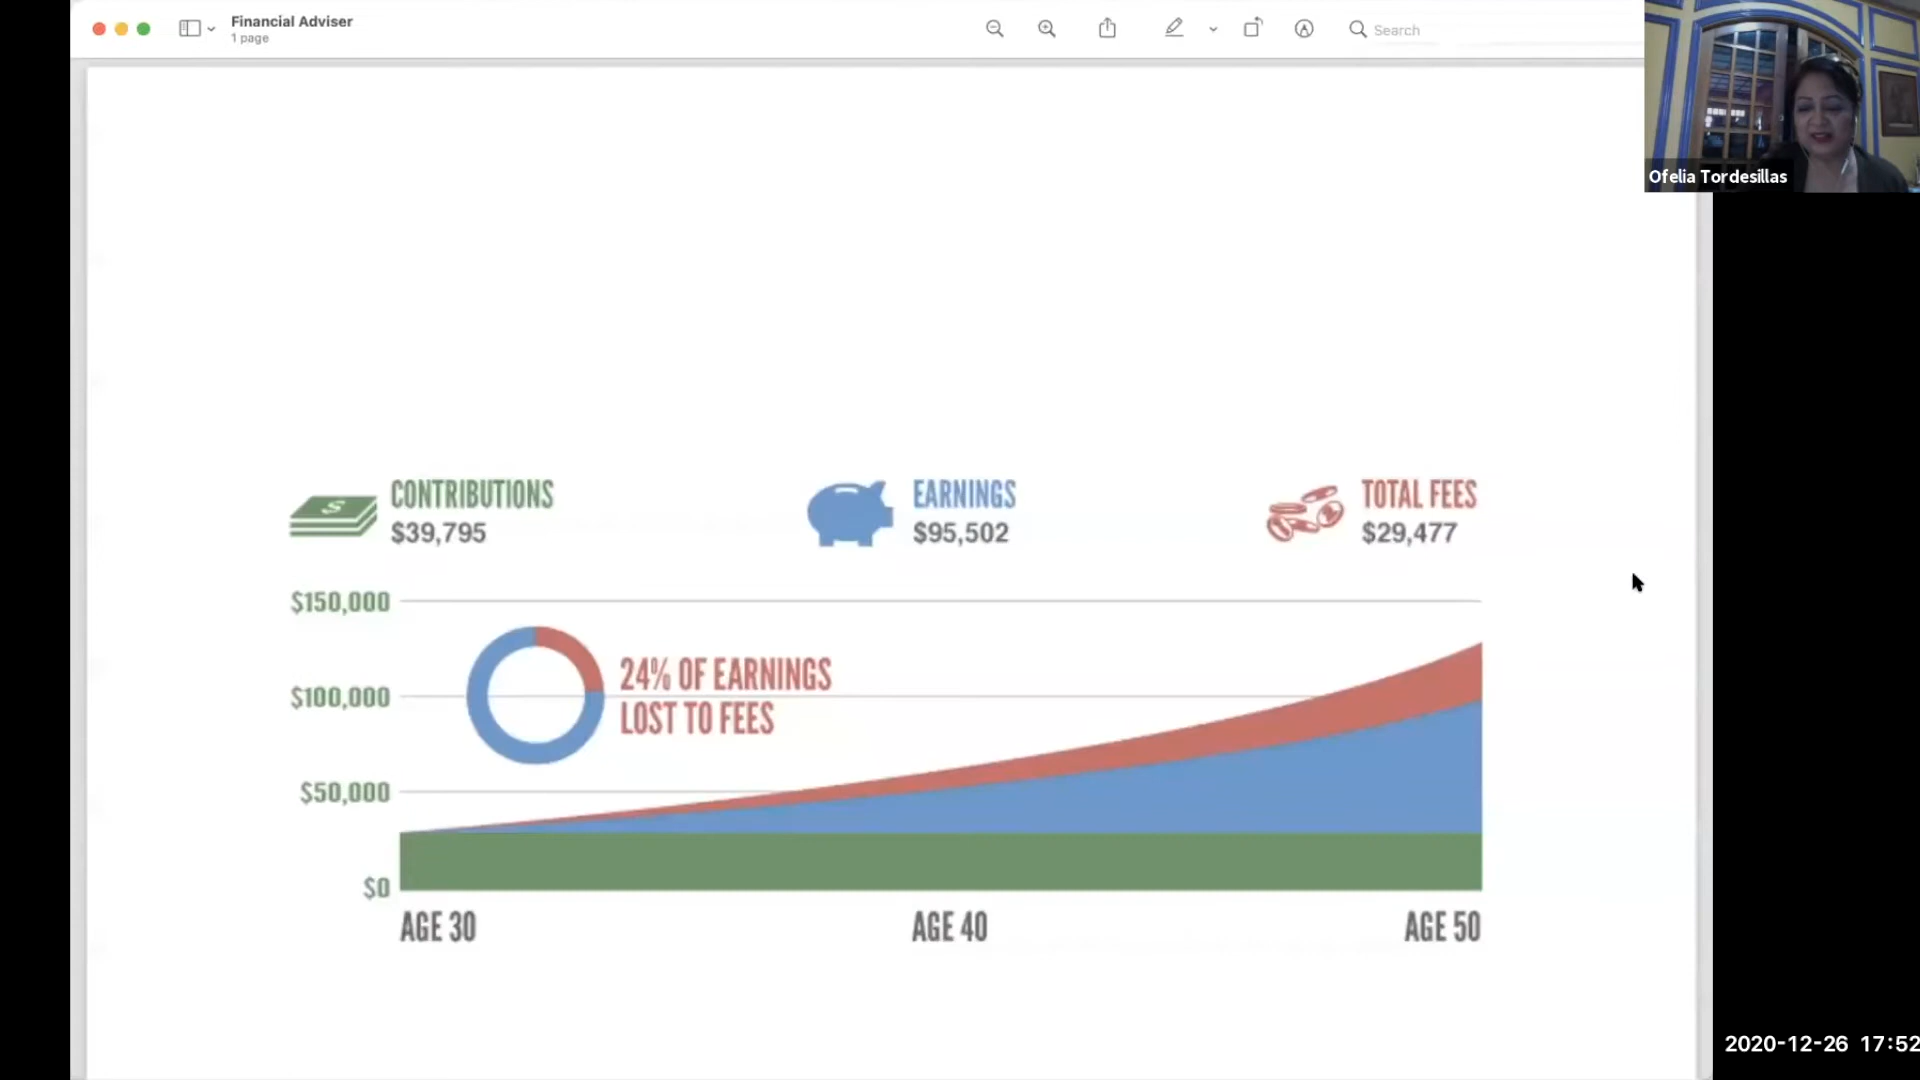 Financial Adviser
1 page
Search
Ofelia Tordesillas
CONTRIBUTIONS
$39,795
EARNINGS
$95,502
TOTAL FEES
$29,477
$150,000
24% OF EARNINGS
$100,000
LOST TO FEES
$50,000
$0
AGE 30
AGE 40
AGE 50
2020-12-26 17:52